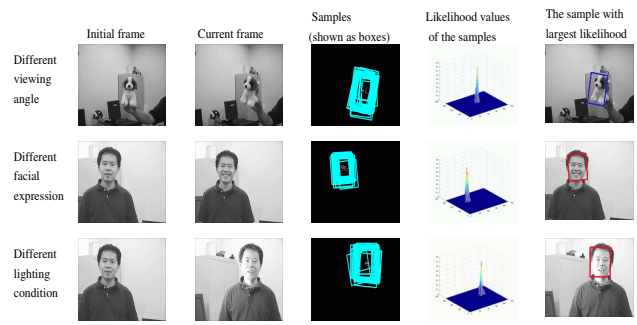 Initial frame
Current frame
Samples
(shown as boxes)
Likelihood values
of the samples
The sample with
largest likelihood
Different
viewing
angle
Different
facial
expression
Different
lighting
condition